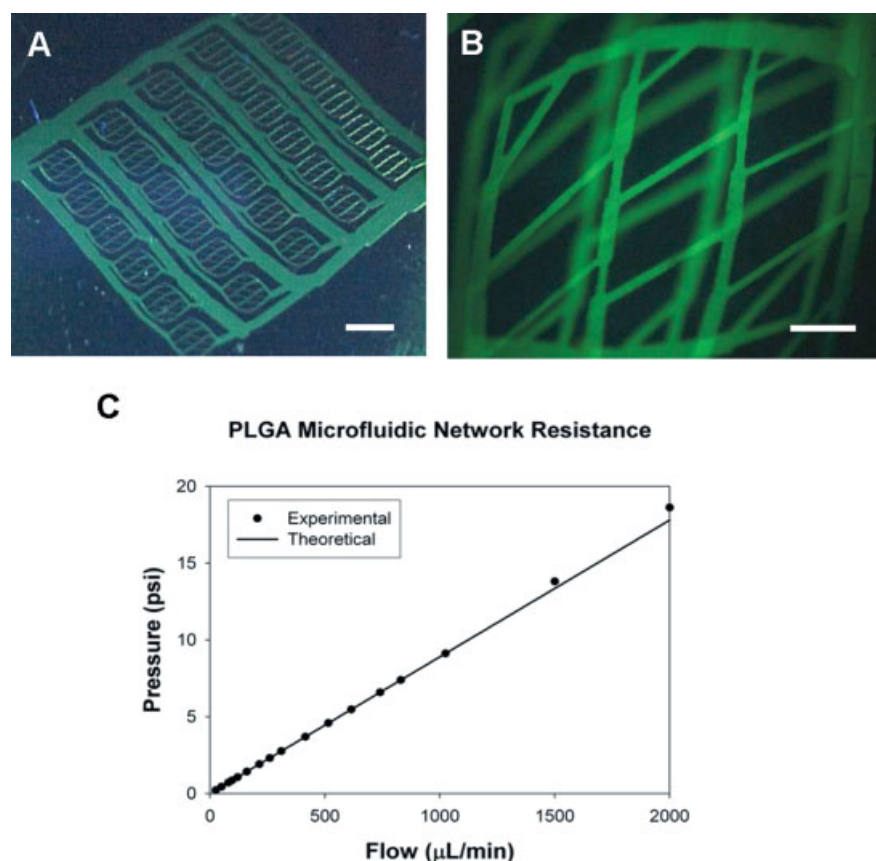 A
B
C
PLGA Microfluidic Network Resistance
20
15
10
5
0
Experimental
Theoretical
Pressure (psi)
0 500 1000 1500 2000
Flow (μL/min)